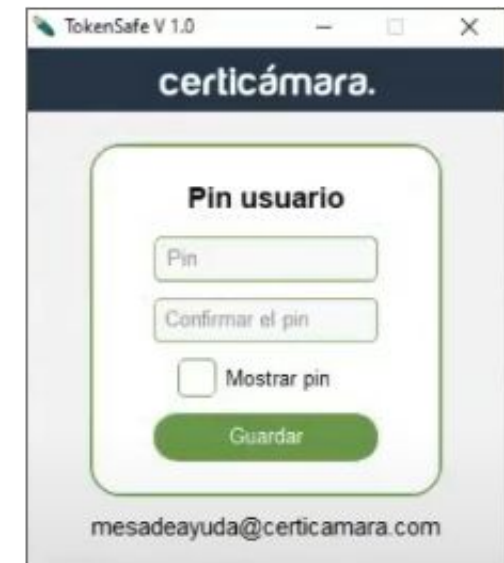 TokenSafe V 1.0
certicámara.
Pin usuario
Pin
Confirmar el pin
Mostrar pin
Guardar
mesadeayuda@certicamara.com